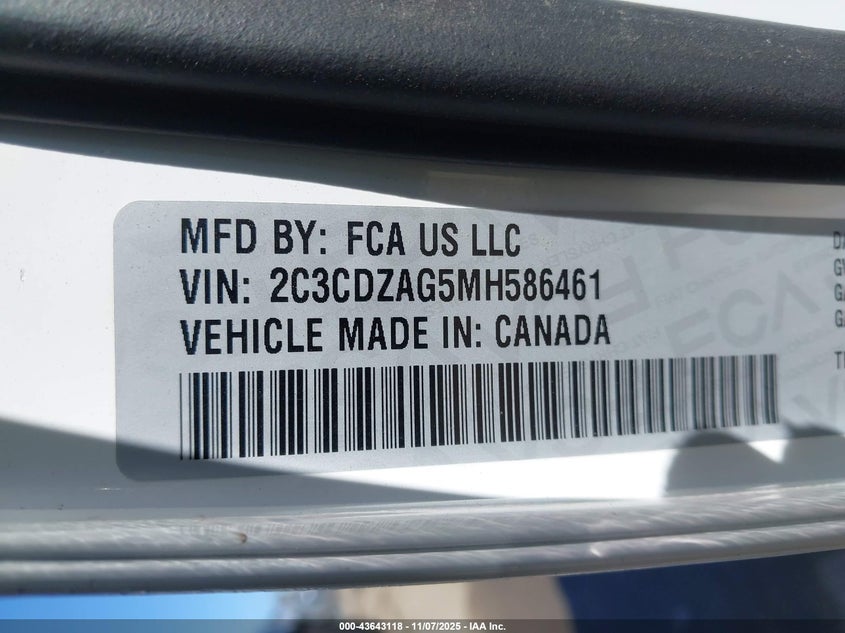 MFD BY: FCA US LLC
VIN: 2C3CDZAG5MH586461
VEHICLE MADE IN: CANADA
000-43643118 - 11/07/2025 - IAA Inc.